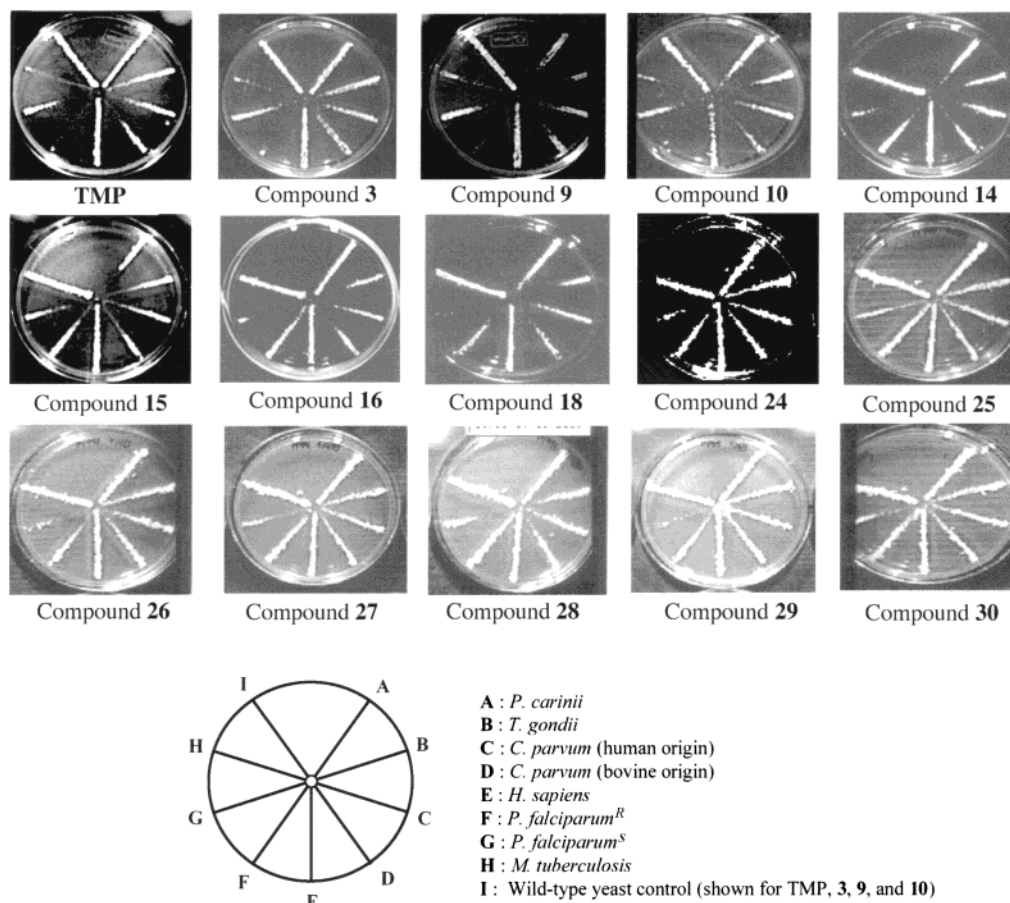 TMP
Compound 3
Compound 9
Compound 10
Compound 14
Compound 15
Compound 16
Compound 18
Compound 24
Compound 25
Compound 26
Compound 27
Compound 28
Compound 29
Compound 30
I
A
H
B
G
C
F
D
E
A : P. carinii
B : T. gondii
C : C. parvum (human origin)
D : C. parvum (bovine origin)
E : H. sapiens
F : P. falciparumR
G : P. falciparumS
H : M. tuberculosis
I : Wild-type yeast control (shown for TMP, 3, 9, and 10)